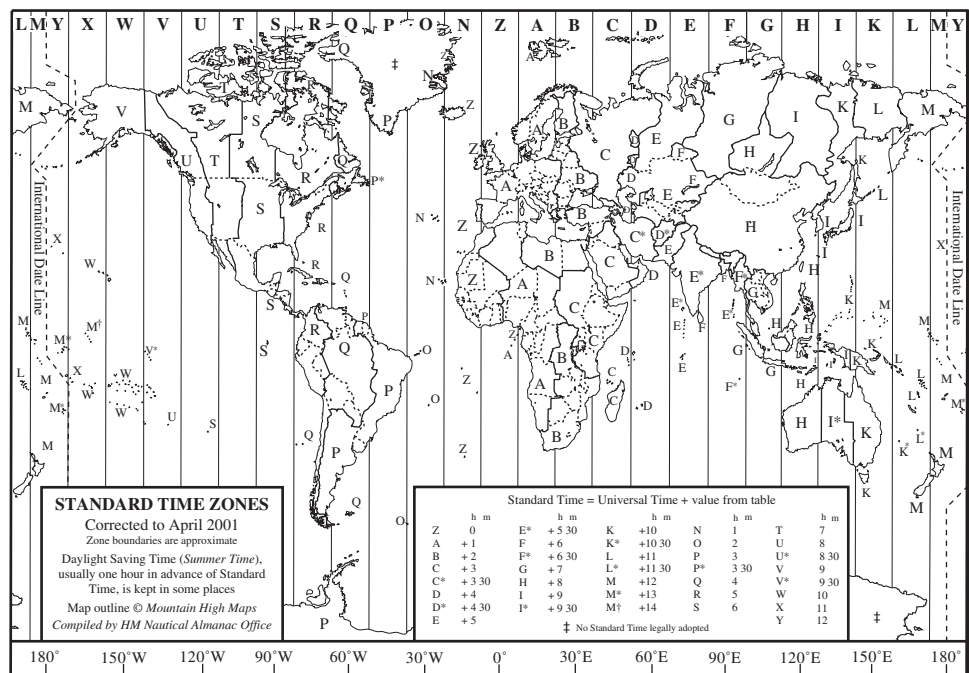 L M Y X W V U T S R Q P O N Z A B C D E F G H I K L M Y
International Date Line
International Date Line
STANDARD TIME ZONES
Corrected to April 2001
Zone boundaries are approximate
Daylight Saving Time (Summer Time),
usually one hour in advance of Standard
Time, is kept in some places
Map outline © Mountain High Maps
Compiled by HM Nautical Almanac Office
Standard Time = Universal Time + value from table
h m h m h m h m h m
Z 0 E* + 5 30 K +10 N 1 T 7
A + 1 F + 6 K* +10 30 O 2 U 8
B + 2 F* + 6 30 L +11 P 3 U* 8 30
C + 3 G + 7 L* +11 30 P* 3 30 V 9
C* + 3 30 H + 8 M +12 Q 4 V* 9 30
D + 4 I + 9 M* +13 R 5 W 10
D* + 4 30 I* + 9 30 M† +14 S 6 X 11
E + 5 ‡ No Standard Time legally adopted Y 12
180° 150°W 120°W 90°W 60°W 30°W 0° 30°E 60°E 90°E 120°E 150°E 180°